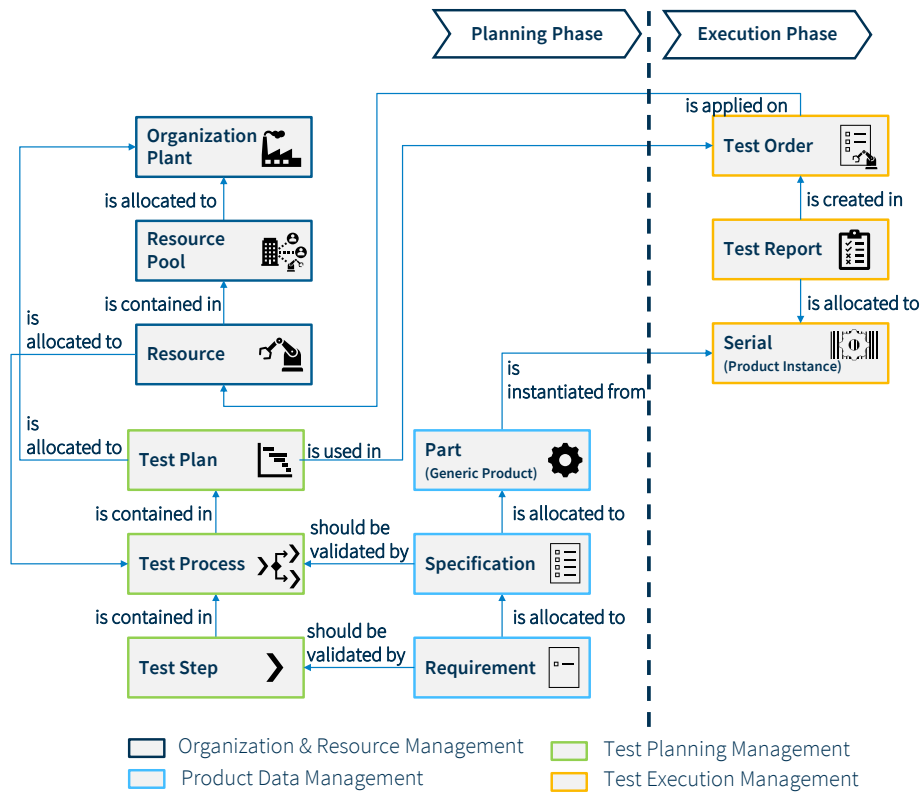 Planning Phase
Execution Phase
is applied on
Organization
Plant
Test Order
is allocated to
is created in
Resource
Pool
Test Report
is contained in
is allocated to
is
allocated to
Resource
Serial
(Product Instance)
is
instantiated from
is
allocated to
Test Plan
is used in
Part
(Generic Product)
is contained in
should be
validated by
is allocated to
Test Process
Specification
is contained in
should be
validated by
is allocated to
Test Step
Requirement
Organization & Resource Management
Test Planning Management
Product Data Management
Test Execution Management